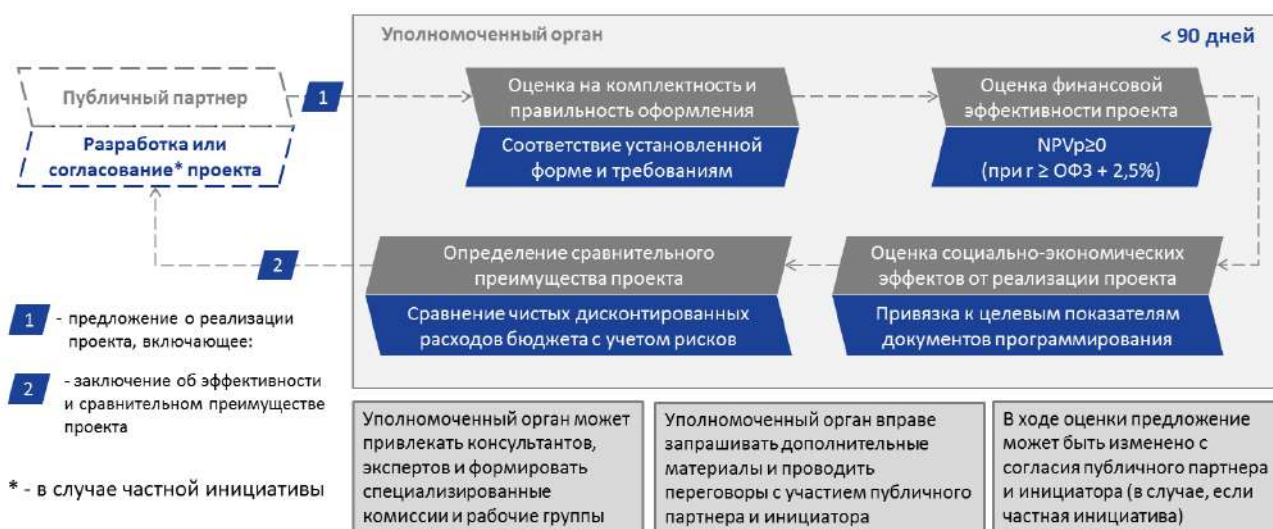 Уполномоченный орган
< 90 дней
Публичный партнер
Разработка или
согласование* проекта
1
Оценка на комплектность и
правильность оформления
Соответствие установленной
форме и требованиям
Оценка финансовой
эффективности проекта
NPVp≥0
(при r ≥ ОФЗ + 2,5%)
2
Определение сравнительного
преимущества проекта
Сравнение чистых дисконтированных
расходов бюджета с учетом рисков
Оценка социально-экономических
эффектов от реализации проекта
Привязка к целевым показателям
документов программирования
1 - предложение о реализации
проекта, включающее:
2 - заключение об эффективности
и сравнительном преимуществе
проекта
* - в случае частной инициативы
Уполномоченный орган может
привлекать консультантов,
экспертов и формировать
специализированные
комиссии и рабочие группы
Уполномоченный орган вправе
запрашивать дополнительные
материалы и проводить
переговоры с участием публичного
партнера и инициатора
В ходе оценки предложение
может быть изменено с
согласия публичного партнера
и инициатора (в случае, если
частная инициатива)